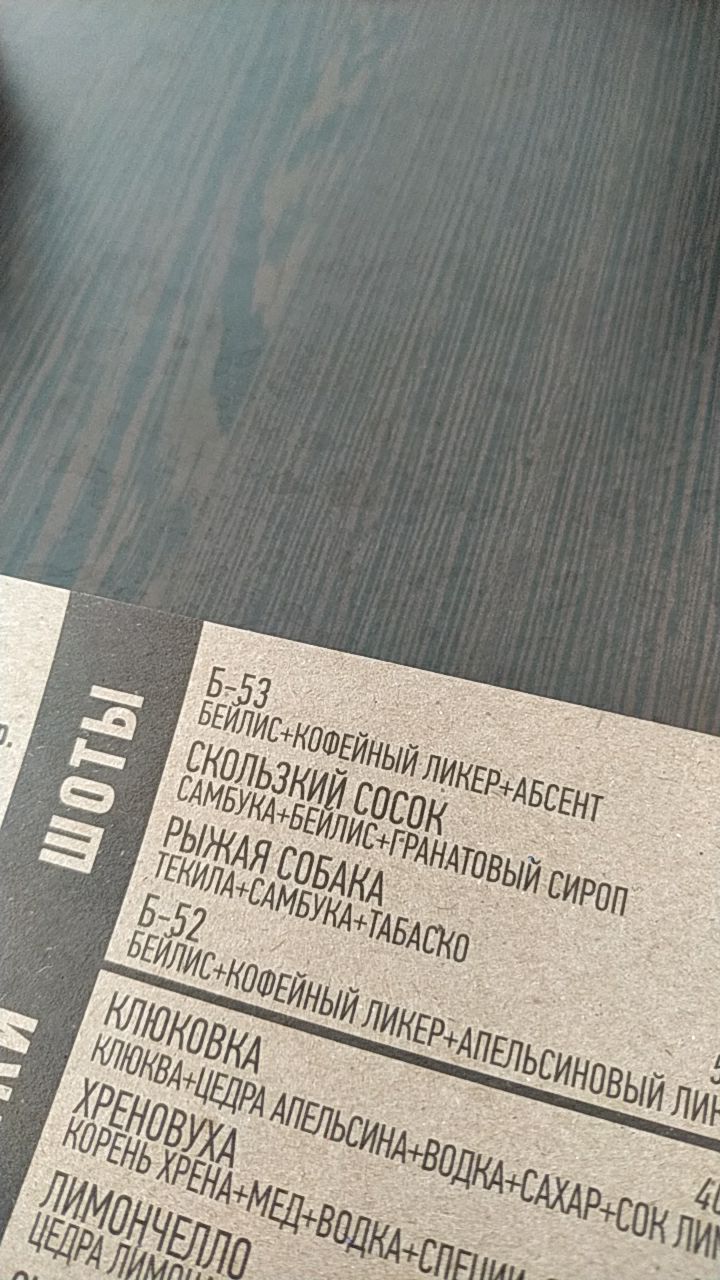 ШОТЫ
Б-53
БЕЙЛИС+КОФЕЙНЫЙ ЛИКЕР+АБСЕНТ
СКОЛЬЗКИЙ СОСОК
САМБУКА+БЕЙЛИС+ГРАНАТОВЫЙ СИРОП
РЫЖАЯ СОБАКА
ТЕКИЛА+САМБУКА+ТАБАСКО
Б-52
БЕЙЛИС+КОФЕЙНЫЙ ЛИКЕР+АПЕЛЬСИНОВЫЙ
КЛЮКОВКА
КЛЮКВА+ЦЕДРА АПЕЛЬСИНА+ВОДКА+САХАР+СОК
ХРЕНОВУХА
КОРЕНЬ ХРЕНА+МЕД+ВОДКА+СПЕЦИИ
ЛИМОНЧЕЛЛО
ЦЕДРА